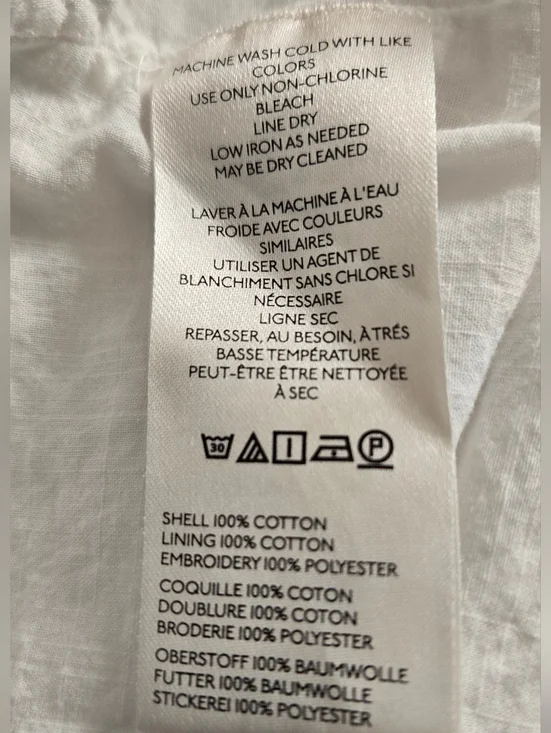 MACHINE WASH COLD WITH LIKE
COLORS
USE ONLY NON-CHLORINE
BLEACH
LINE DRY
LOW IRON AS NEEDED
MAY BE DRY CLEANED
LAVER À LA MACHINE À L'EAU
FROIDE AVEC COULEURS
SIMILAIRES
UTILISER UN AGENT DE
BLANCHIMENT SANS CHLORE SI
NÉCESSAIRE
LIGNE SEC
REPASSER, AU BESOIN, À TRÉS
BASSE TEMPÉRATURE
PEUT-ÊTRE ÊTRE NETTOYÉE
À SEC
30 P
SHELL 100% COTTON
LINING 100% COTTON
EMBROIDERY 100% POLYESTER
COQUILLE 100% COTON
DOUBLURE 100% COTON
BRODERIE 100% POLYESTER
OBERSTOFF 100% BAUMWOLLE
FUTTER 100% BAUMWOLLE
STICKEREI 100% POLYESTER